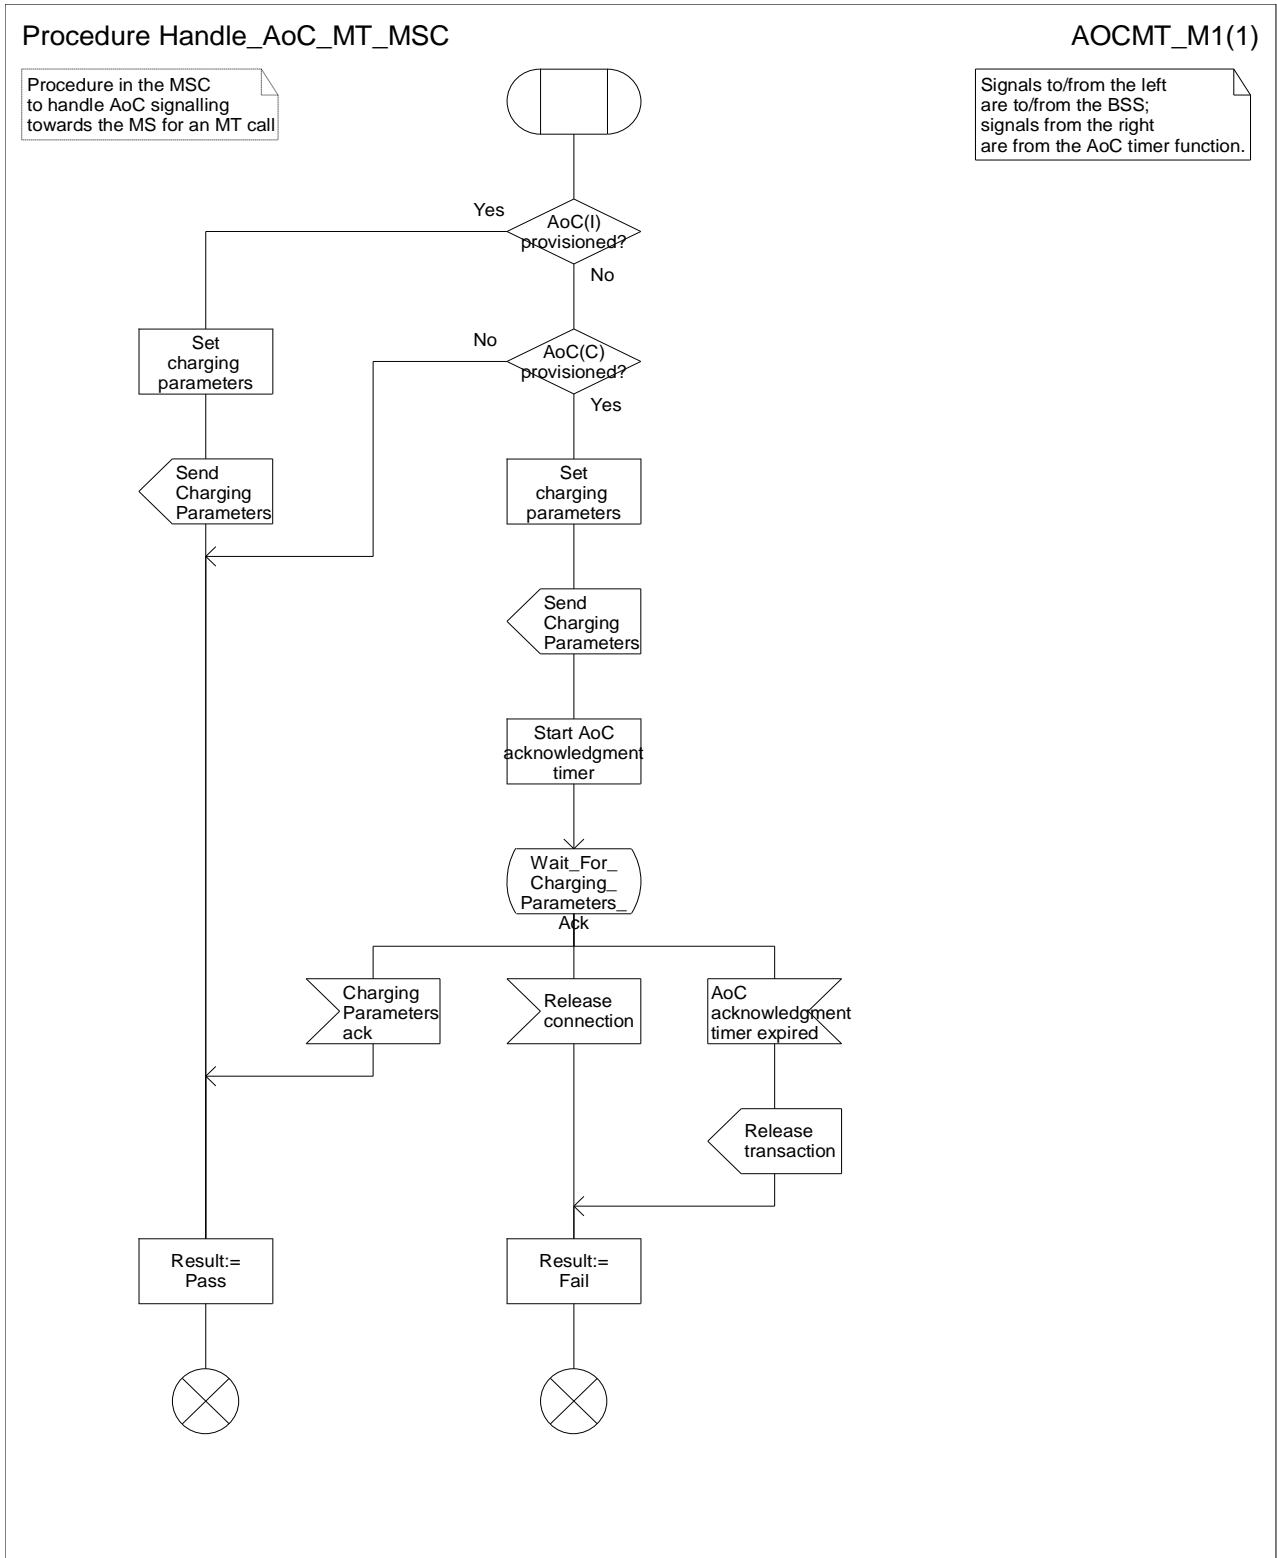 Procedure Handle_AoC_MT_MSC
AOCMT_M1(1)
Procedure in the MSC
to handle AoC signalling
towards the MS for an MT call
Signals to/from the left
are to/from the BSS;
signals from the right
are from the AoC timer function.
Yes
AoC(I)
provisioned?
No
Set
charging
parameters
No
AoC(C)
provisioned?
Yes
Send
Charging
Parameters
Set
charging
parameters
Send
Charging
Parameters
Start AoC
acknowledgment
timer
Wait_For_
Charging_
Parameters_
Ack
Charging
Parameters
ack
Release
connection
AoC
acknowledgment
timer expired
Release
transaction
Result:=
Pass
Result:=
Fail